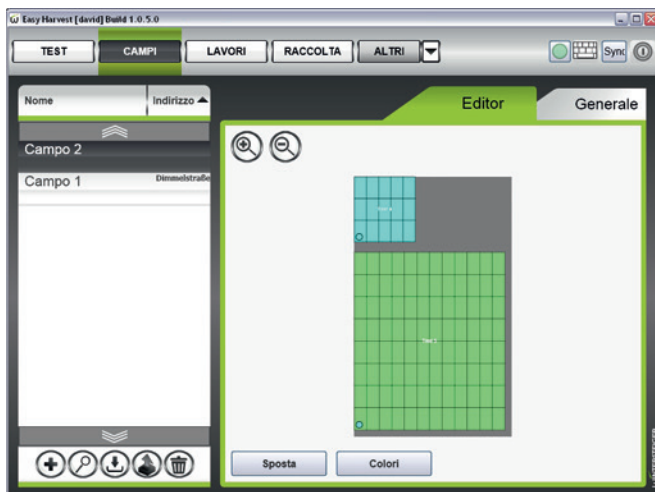 Easy Harvest [david] Build 1.0.5.0
TEST CAMPI LAVORI RACCOLTA ALTRI Sync
Nome Indirizzo
Editor Generale
Campo 2
Campo 1 Dimmelstraße
Sposta Colori
WINTERSTEIGER